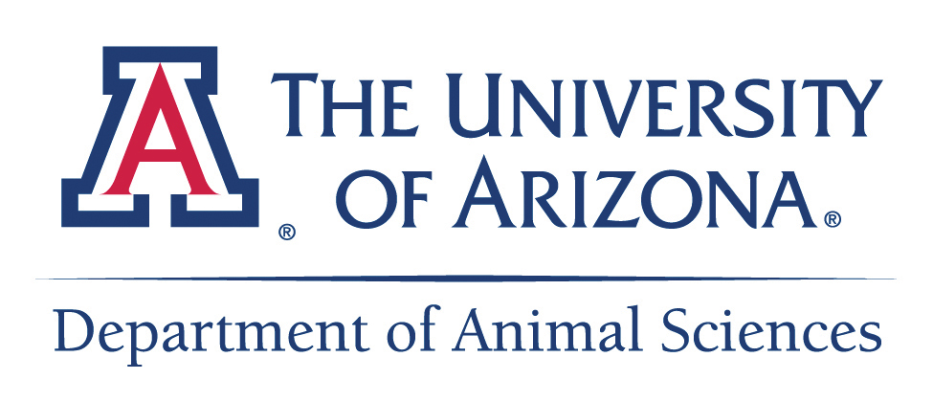 A
®
THE UNIVERSITY
OF ARIZONA®
Department of Animal Sciences